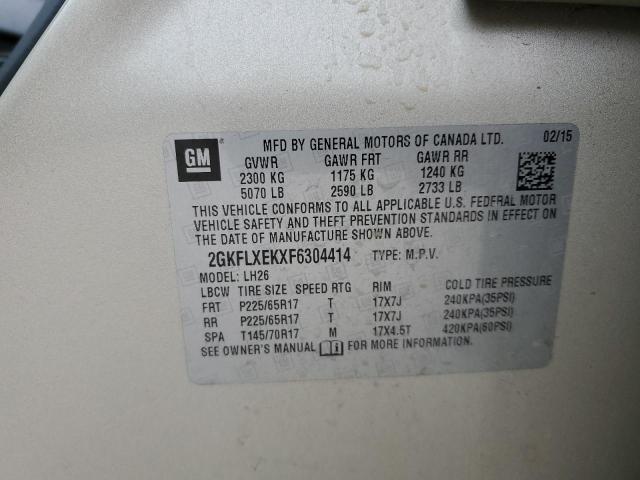 GM ® MFD BY GENERAL MOTORS OF CANADA LTD. 02/15
GVWR GAWR FRT GAWR RR
2300 KG 1175 KG 1240 KG
5070 LB 2590 LB 2733 LB
THIS VEHICLE CONFORMS TO ALL APPLICABLE U.S. FEDERAL MOTOR
VEHICLE SAFETY AND THEFT PREVENTION STANDARDS IN EFFECT ON
THE DATE OF MANUFACTURE SHOWN ABOVE.
2GKFLXEKXF6304414 TYPE: M.P.V.
MODEL: LH26
LBCW TIRE SIZE SPEED RTG RIM COLD TIRE PRESSURE
FRT P225/65R17 T 17X7J 240KPA(35PSI)
RR P225/65R17 T 17X7J 240KPA(35PSI)
SPA T145/70R17 M 17X4.5T 420KPA(60PSI)
SEE OWNER'S MANUAL FOR MORE INFORMATION.